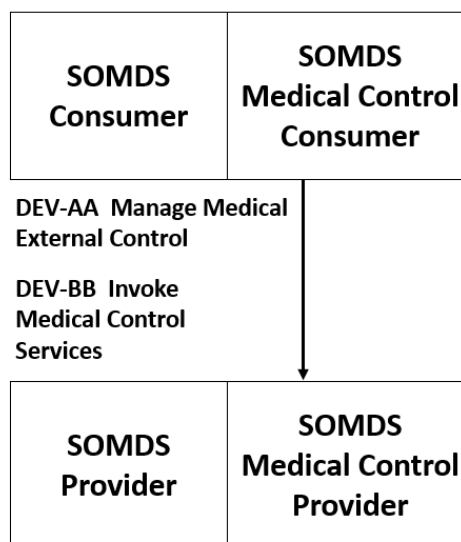 SOMDS
Consumer
SOMDS
Medical Control
Consumer
DEV-AA Manage Medical
External Control
DEV-BB Invoke
Medical Control
Services
SOMDS
Provider
SOMDS
Medical Control
Provider